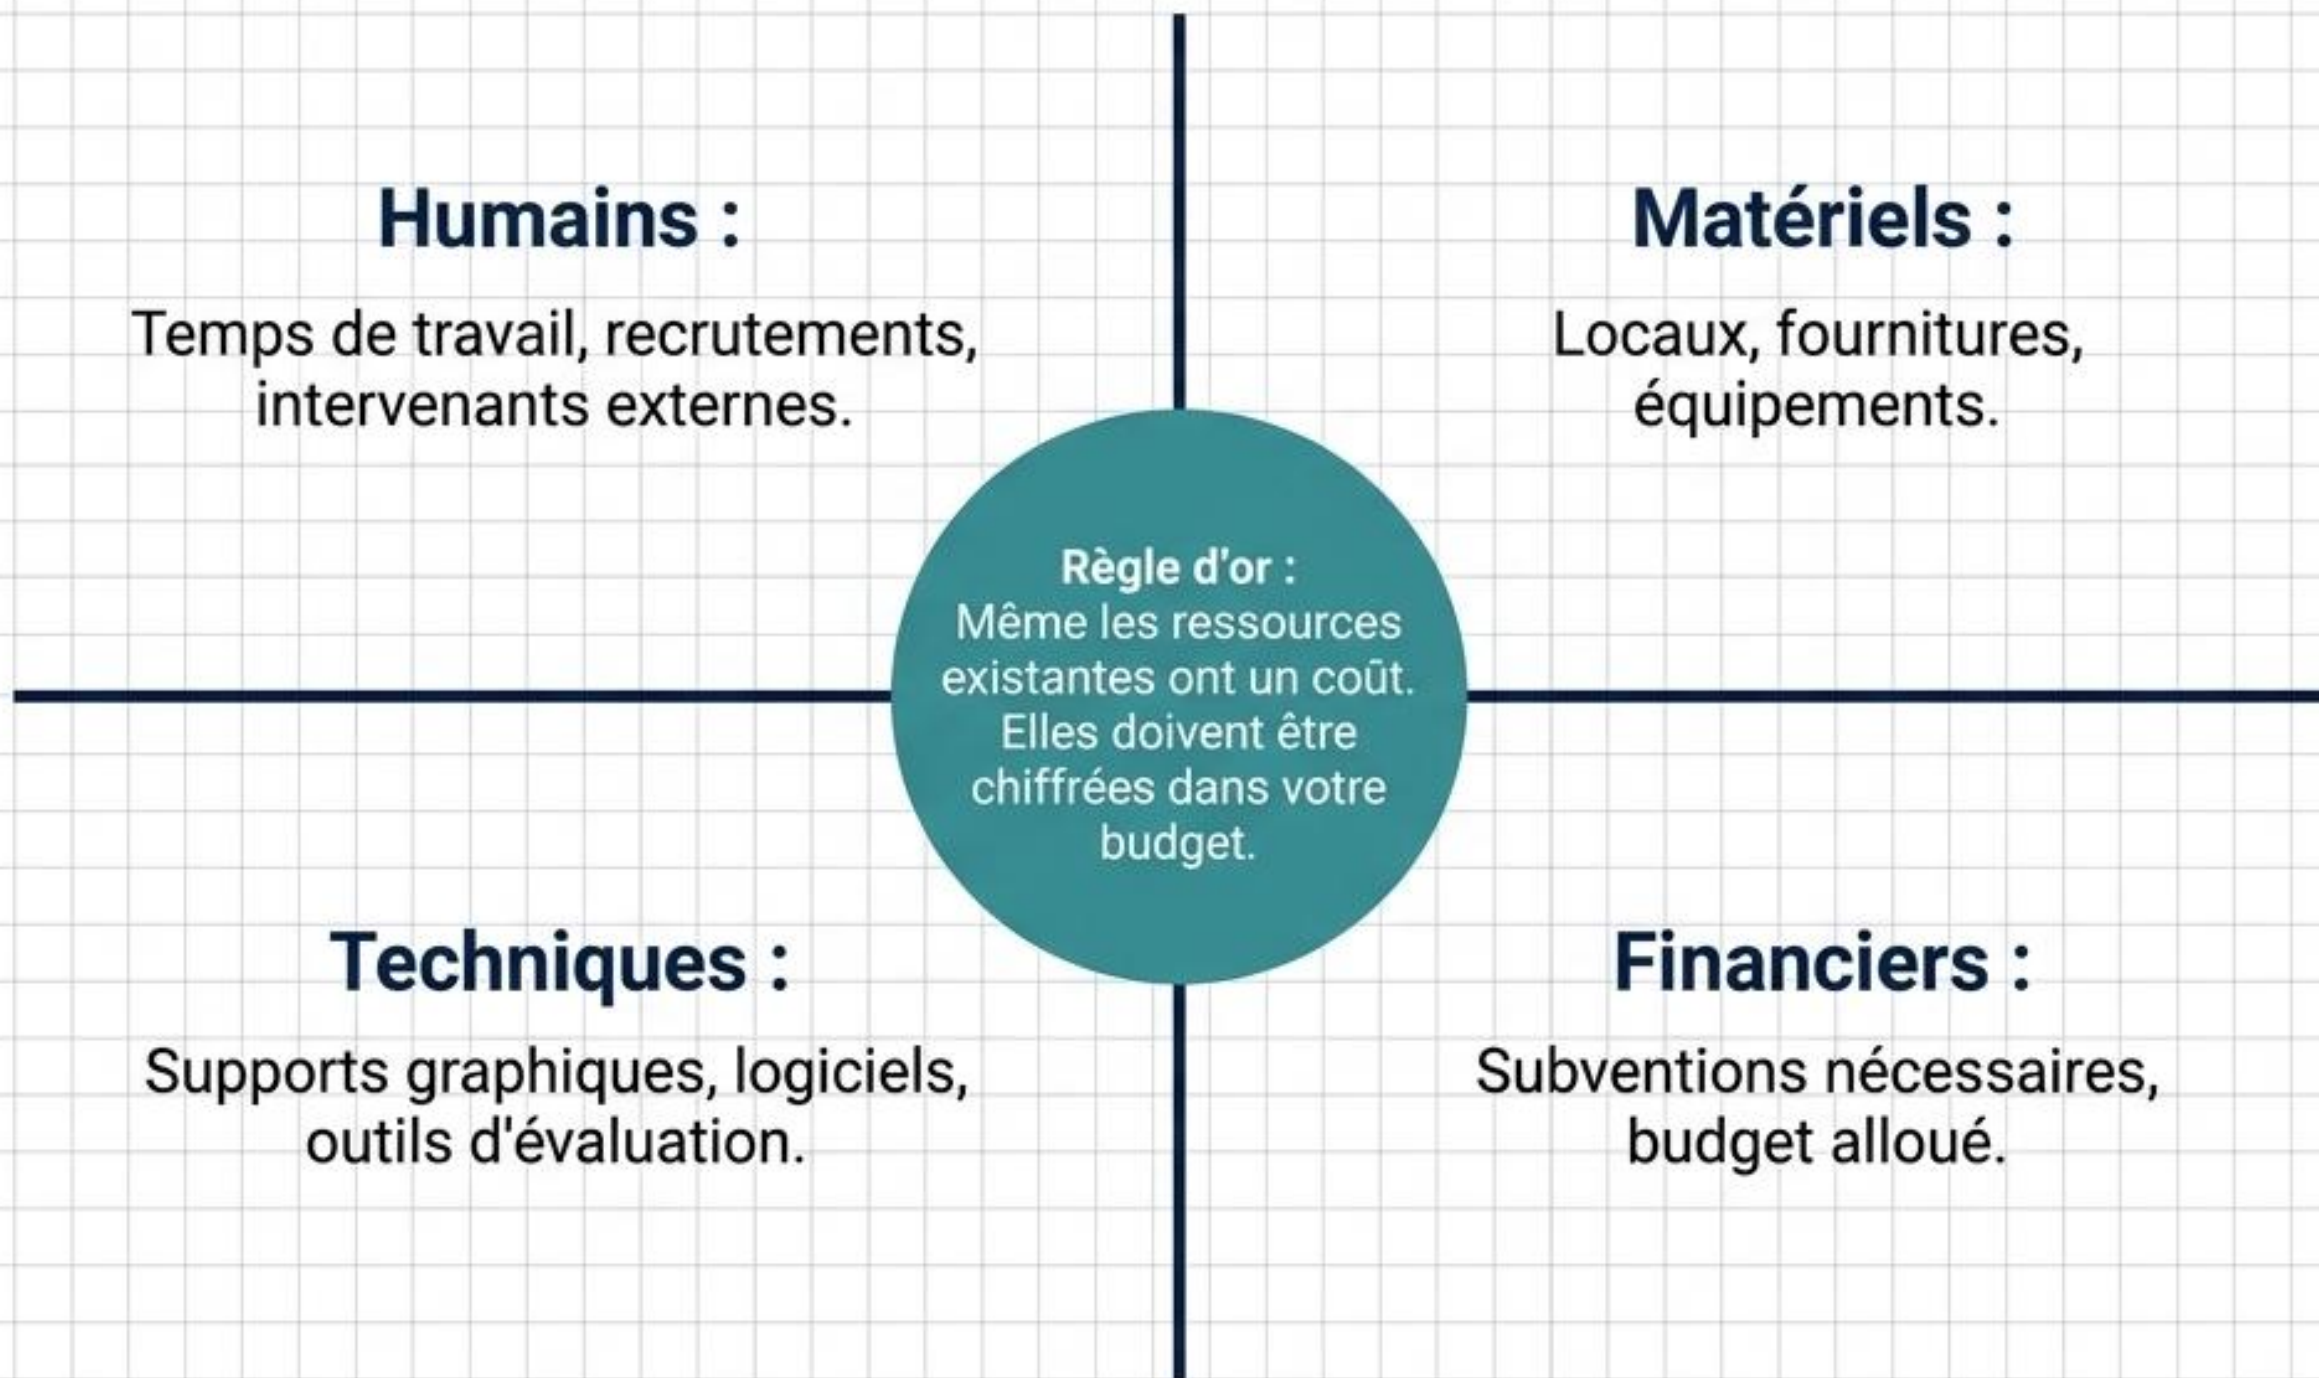 Humains :
Temps de travail, recrutements,
intervenants externes.
Matériels :
Locaux, fournitures,
équipements.
Règle d'or :
Même les ressources
existantes ont un coût.
Elles doivent être
chiffrées dans votre
budget.
Techniques :
Supports graphiques, logiciels,
outils d'évaluation.
Financiers :
Subventions nécessaires,
budget alloué.